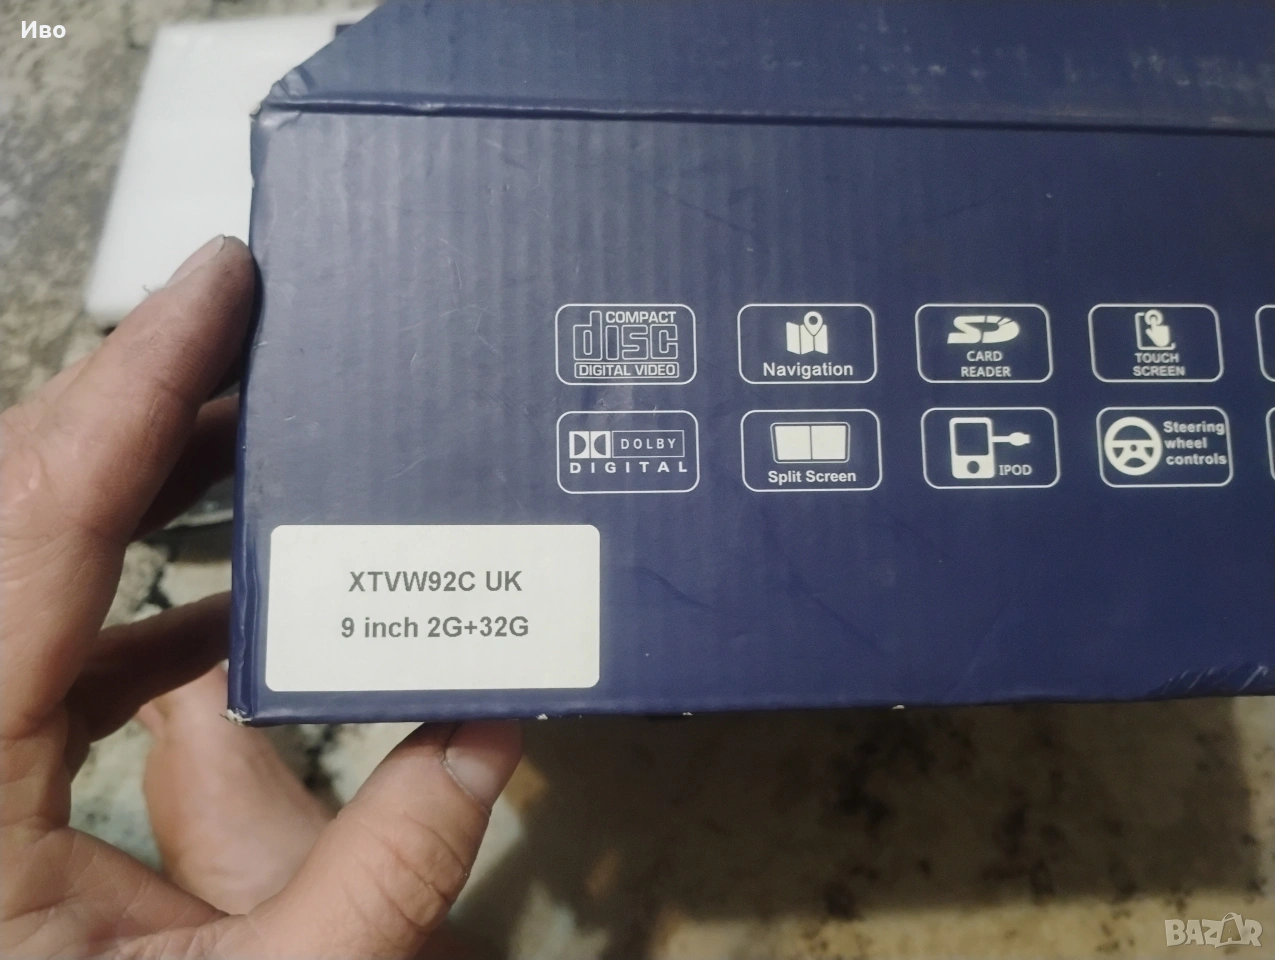 Иво
COMPACT
disc
DIGITAL VIDEO
Navigation
SD
CARD
READER
TOUCH
SCREEN
DOLBY
DIGITAL
Split Screen
IPOD
Steering
wheel
controls
XTVW92C UK
9 inch 2G+32G
BAZAR